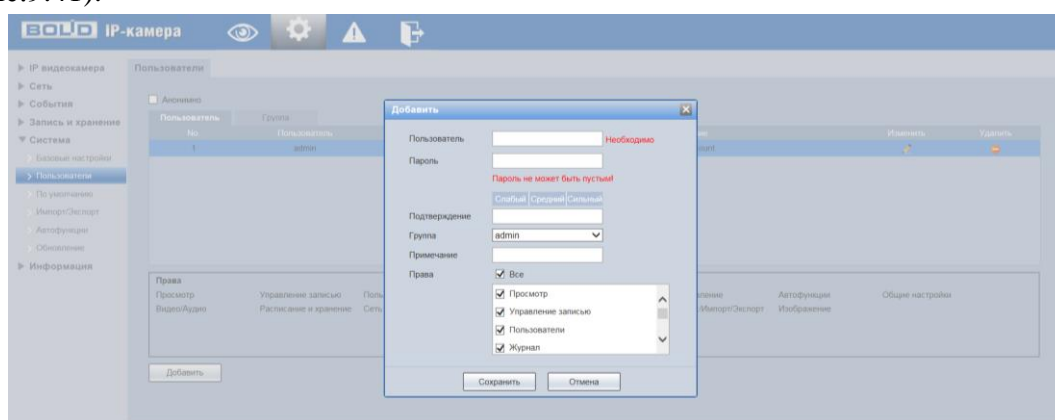 BOLID IP-камера
IP видеокамера
Сеть
События
Запись и хранение
Система
Базовые настройки
Пользователи
По умолчанию
Импорт/Экспорт
Автофункции
Обновление
Информация
Пользователи
Анонимно
Пользователь Группа
No. Пользователь Изменить Удалить
1 admin
Добавить
Пользователь Необходимо
Пароль
Пароль не может быть пустым!
Слабый Средний Сильный
Подтверждение
Группа admin
Примечание
Права Все
Просмотр
Управление записью
Пользователи
Журнал
Сохранить Отмена
Права
Просмотр Управление записью Автофункции Общие настройки
Видео/Аудио Расписание и хранение Сеть /Импорт/Экспорт Изображение
Добавить